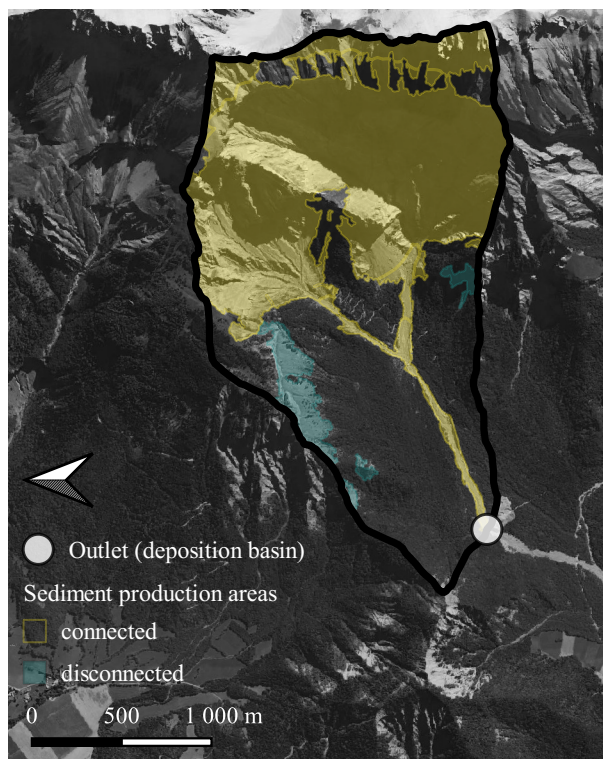 Outlet (deposition basin)
Sediment production areas
connected
disconnected
0 500 1 000 m